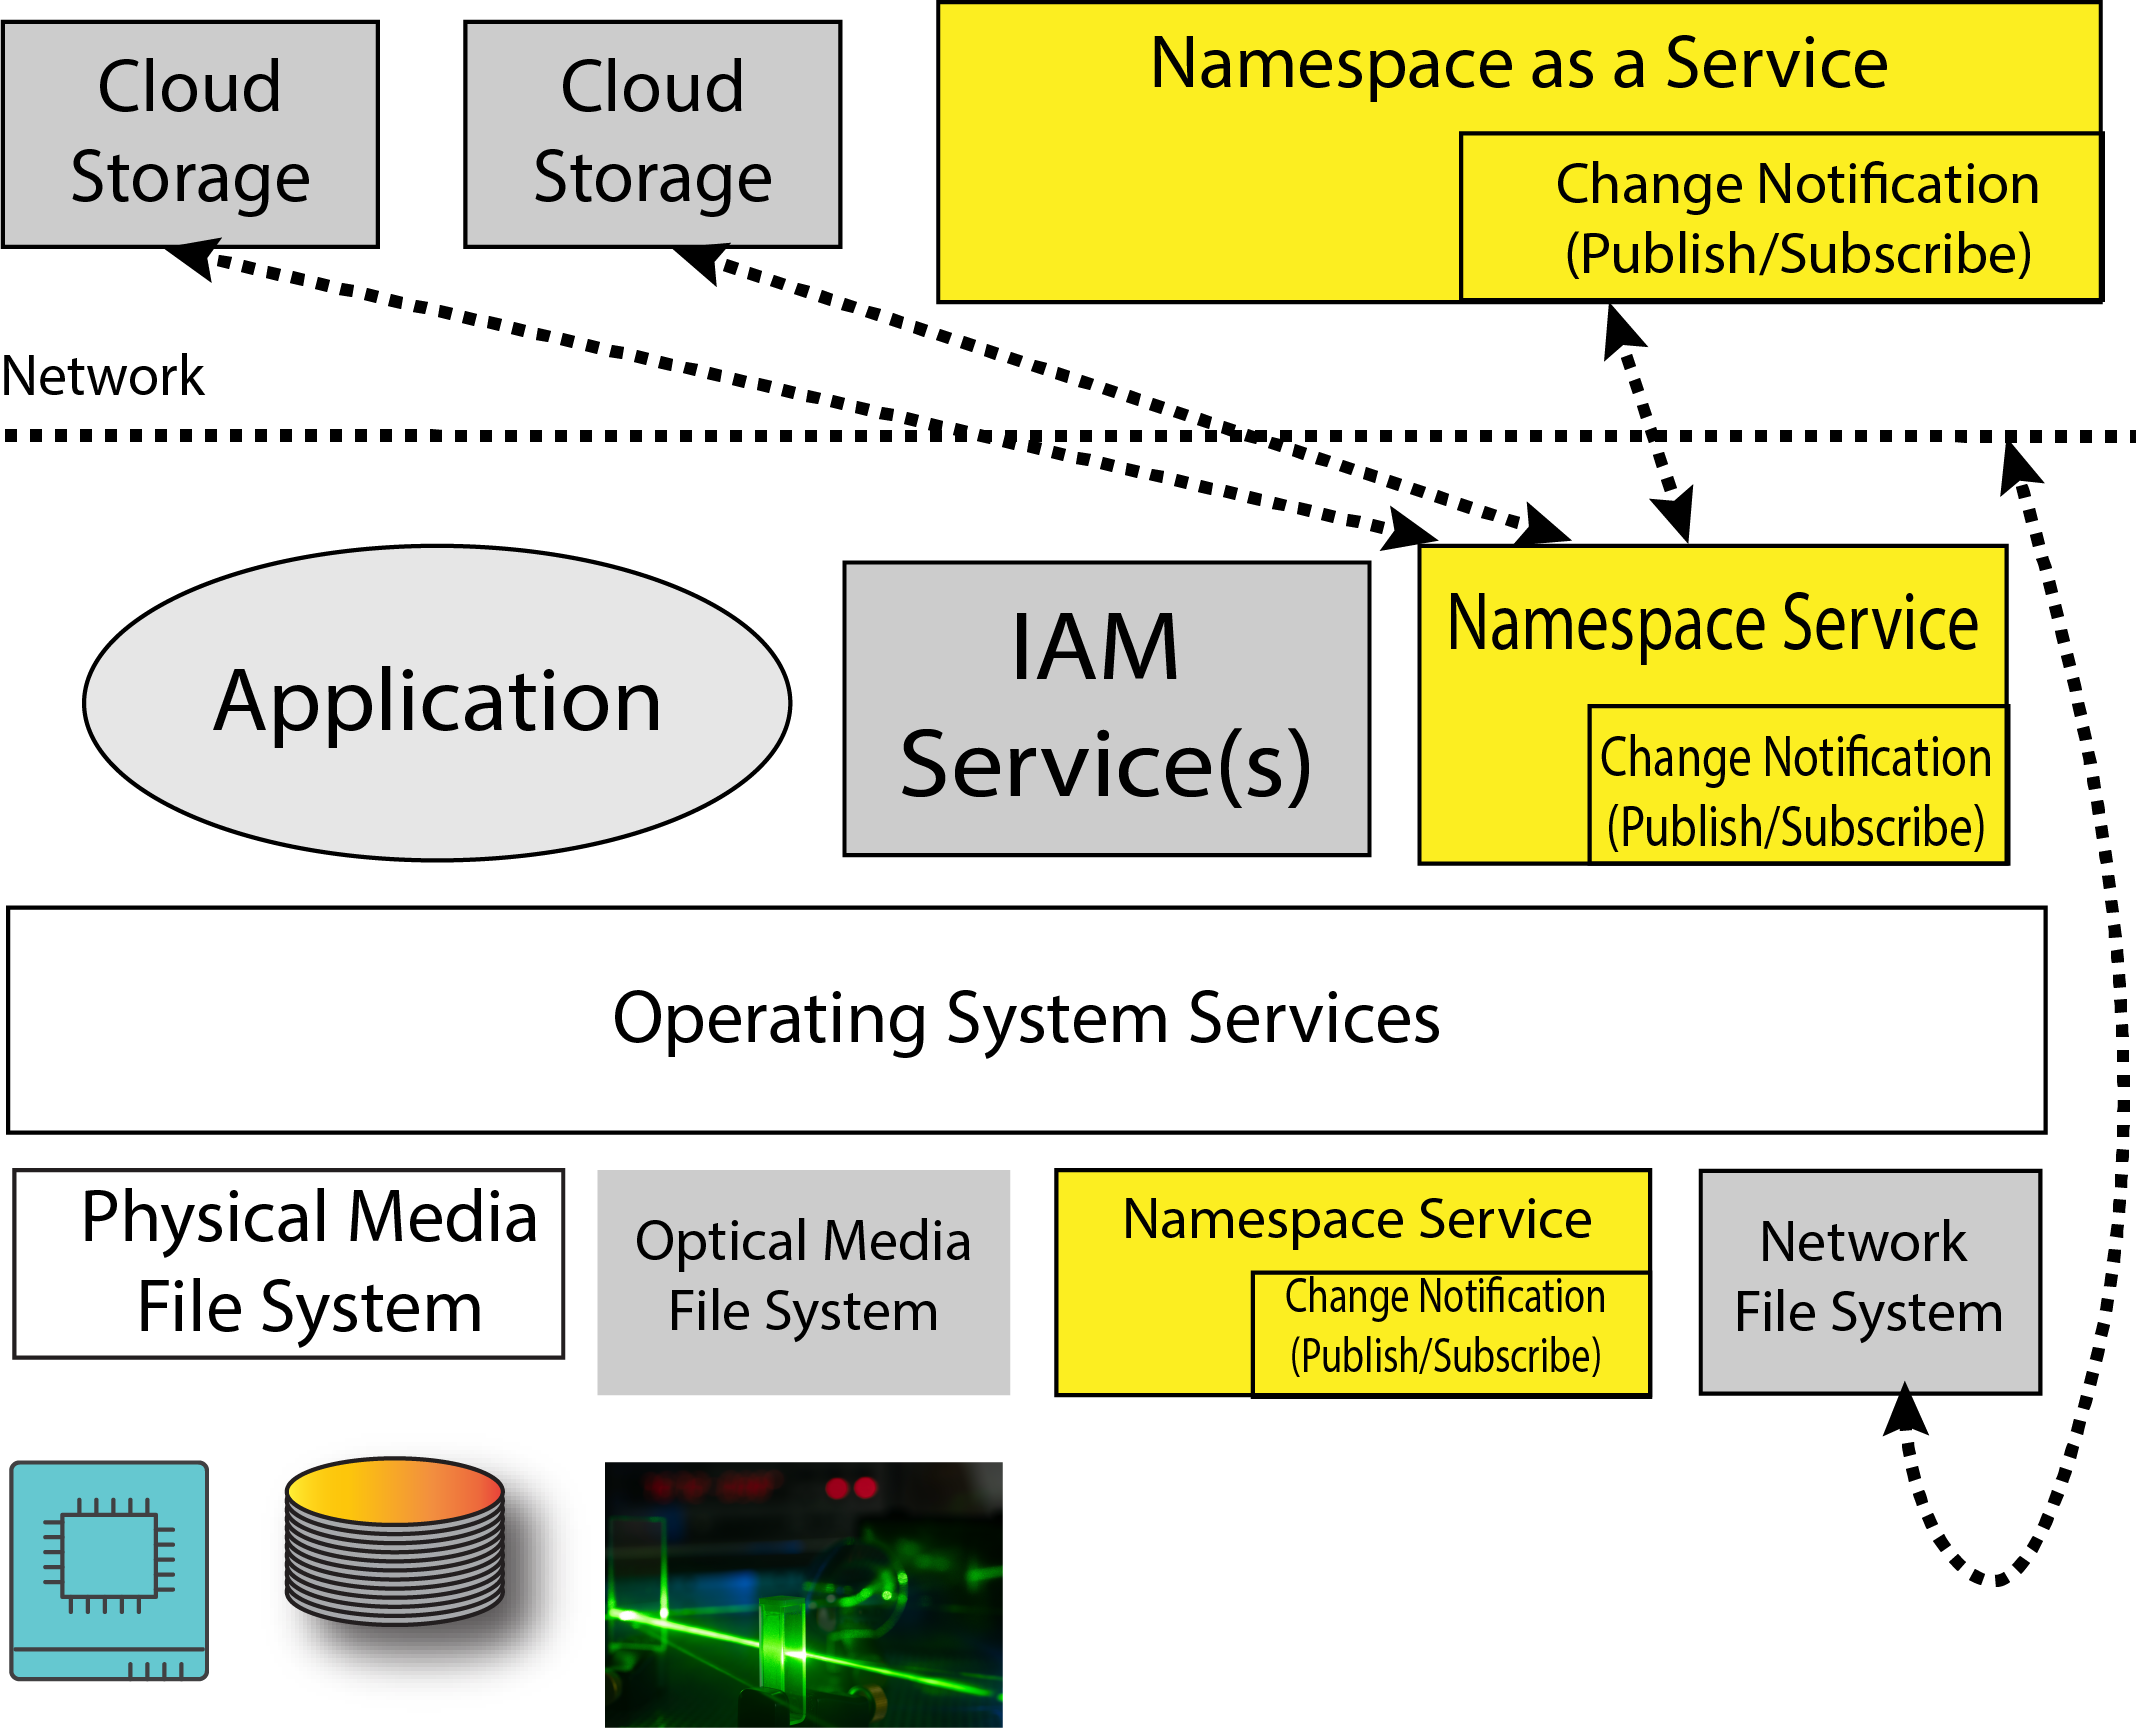 Cloud
Storage
Cloud
Storage
Namespace as a Service
Change Notification
(Publish/Subscribe)
Network
Application
IAM
Service(s)
Namespace Service
Change Notification
(Publish/Subscribe)
Operating System Services
Physical Media
File System
Optical Media
File System
Namespace Service
Change Notification
(Publish/Subscribe)
Network
File System